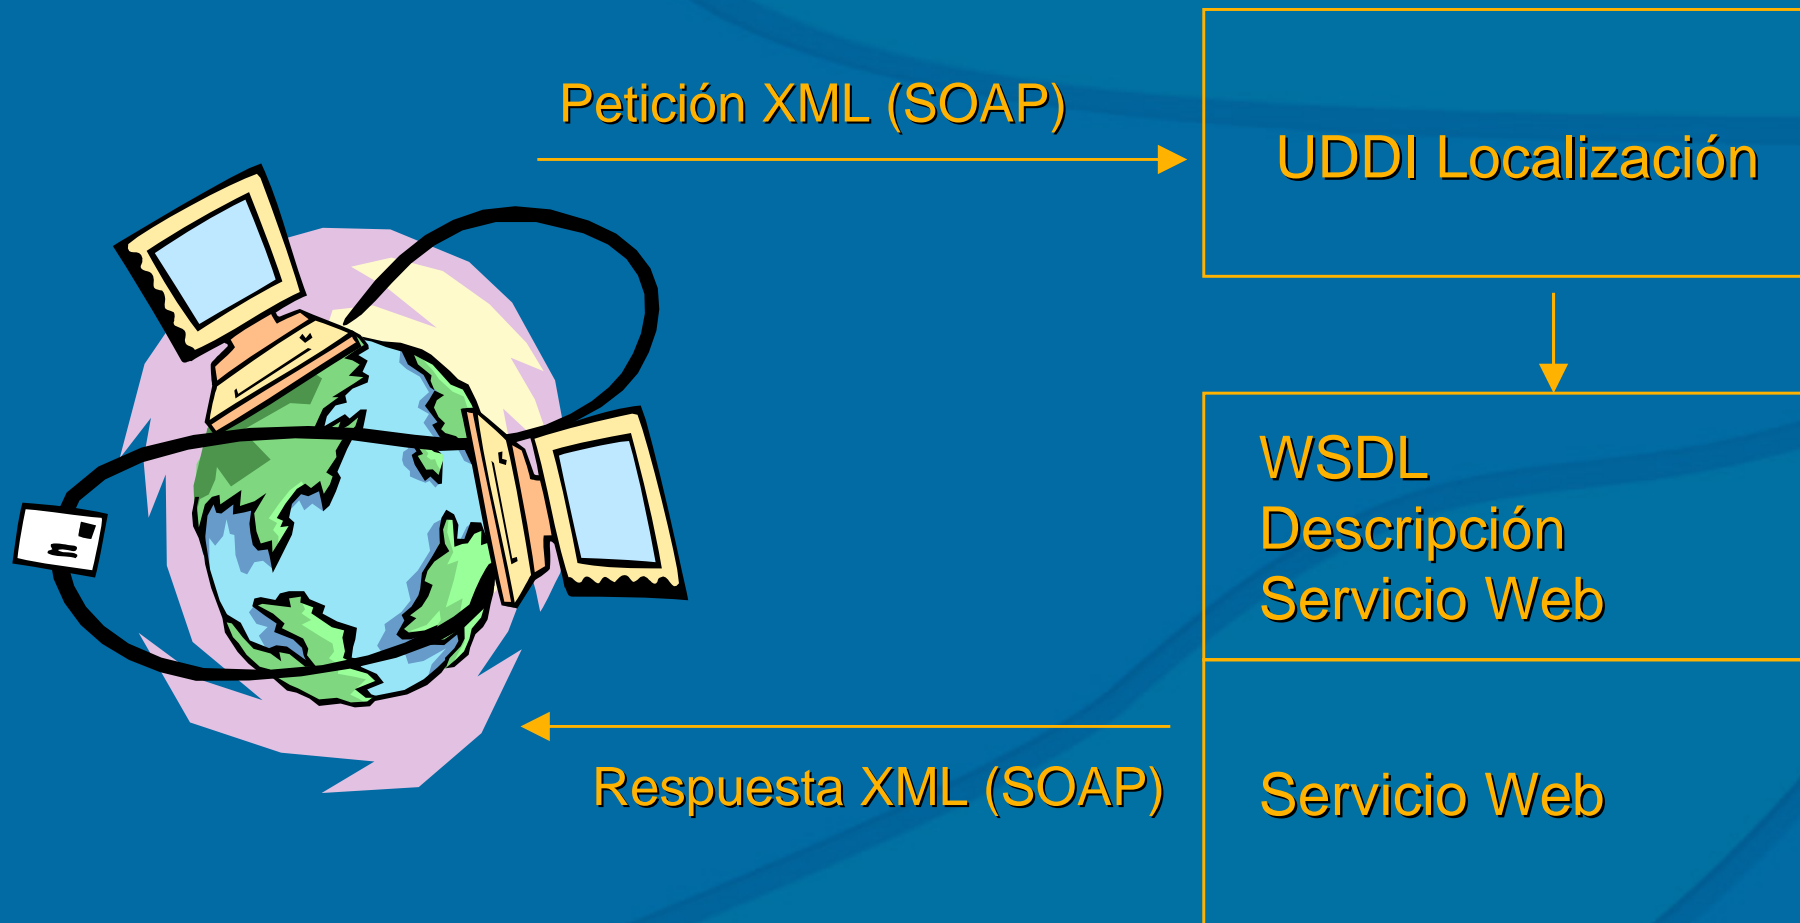 Petición XML (SOAP)
UDDI Localización
WSDL
Descripción
Servicio Web
Respuesta XML (SOAP)
Servicio Web